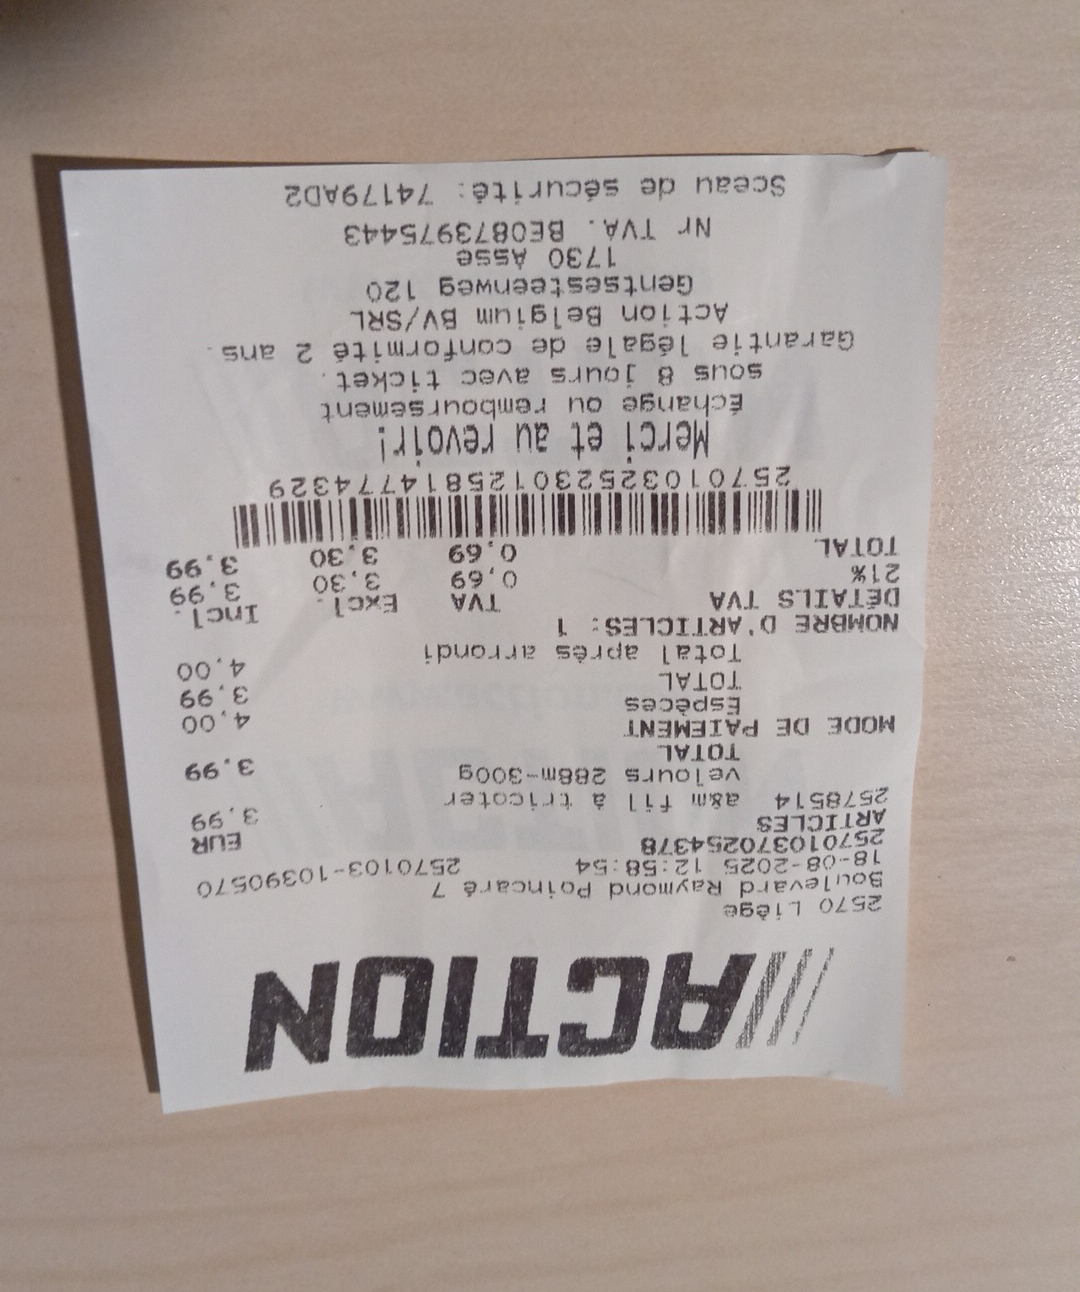 ACTION
2570 Liège
Boulevard Raymond Poincaré 7
18-08-2025 12:58:54 2570103-10390570
257010370254378
ARTICLES EUR
2578514 a&m fil à tricoter 3,99
velours 288m-300g
TOTAL 3,99
MODE DE PAIEMENT
Espèces 4,00
TOTAL 3,99
Total après arrondi 4,00
NOMBRE D'ARTICLES: 1
DÉTAILS TVA TVA Excl. Incl.
21% 0,69 3,30 3,99
TOTAL 0,69 3,30 3,99
2570103252301258147743​29
Merci et au revoir!
Échange ou remboursement
sous 8 jours avec ticket.
Garantie légale de conformité 2 ans.
Action Belgium BV/SRL
Gentsesteenweg 120
1730 Asse
Nr TVA. BE0873975443
Sceau de sécurité: 74179AD2